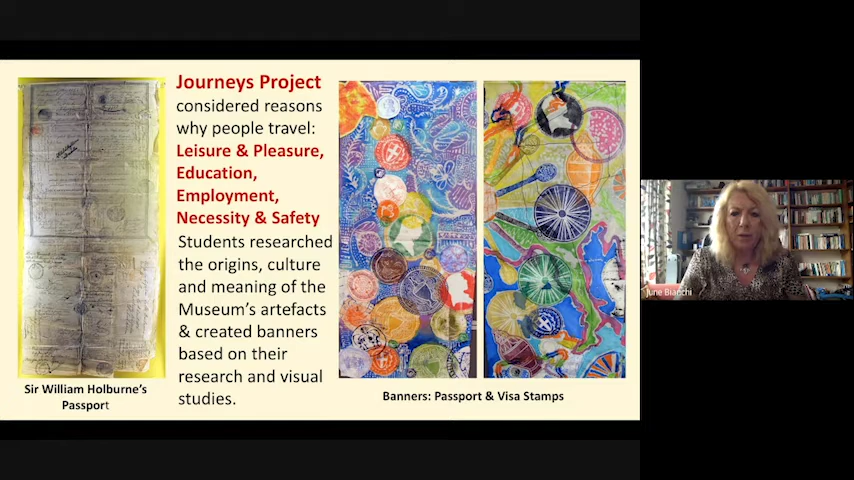 Journeys Project
considered reasons
why people travel:
Leisure & Pleasure,
Education,
Employment,
Necessity & Safety
Students researched
the origins, culture
and meaning of the
Museum's artefacts
& created banners
based on their
research and visual
studies.
Sir William Holburne's
Passport
Banners: Passport & Visa Stamps
June Bianchi